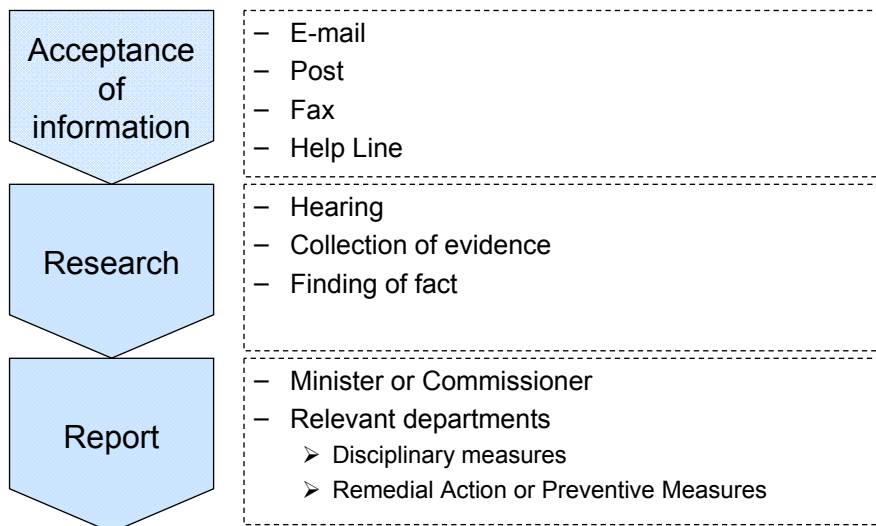 Acceptance
of
information
– E-mail
– Post
– Fax
– Help Line
Research
– Hearing
– Collection of evidence
– Finding of fact
Report
– Minister or Commissioner
– Relevant departments
➢ Disciplinary measures
➢ Remedial Action or Preventive Measures